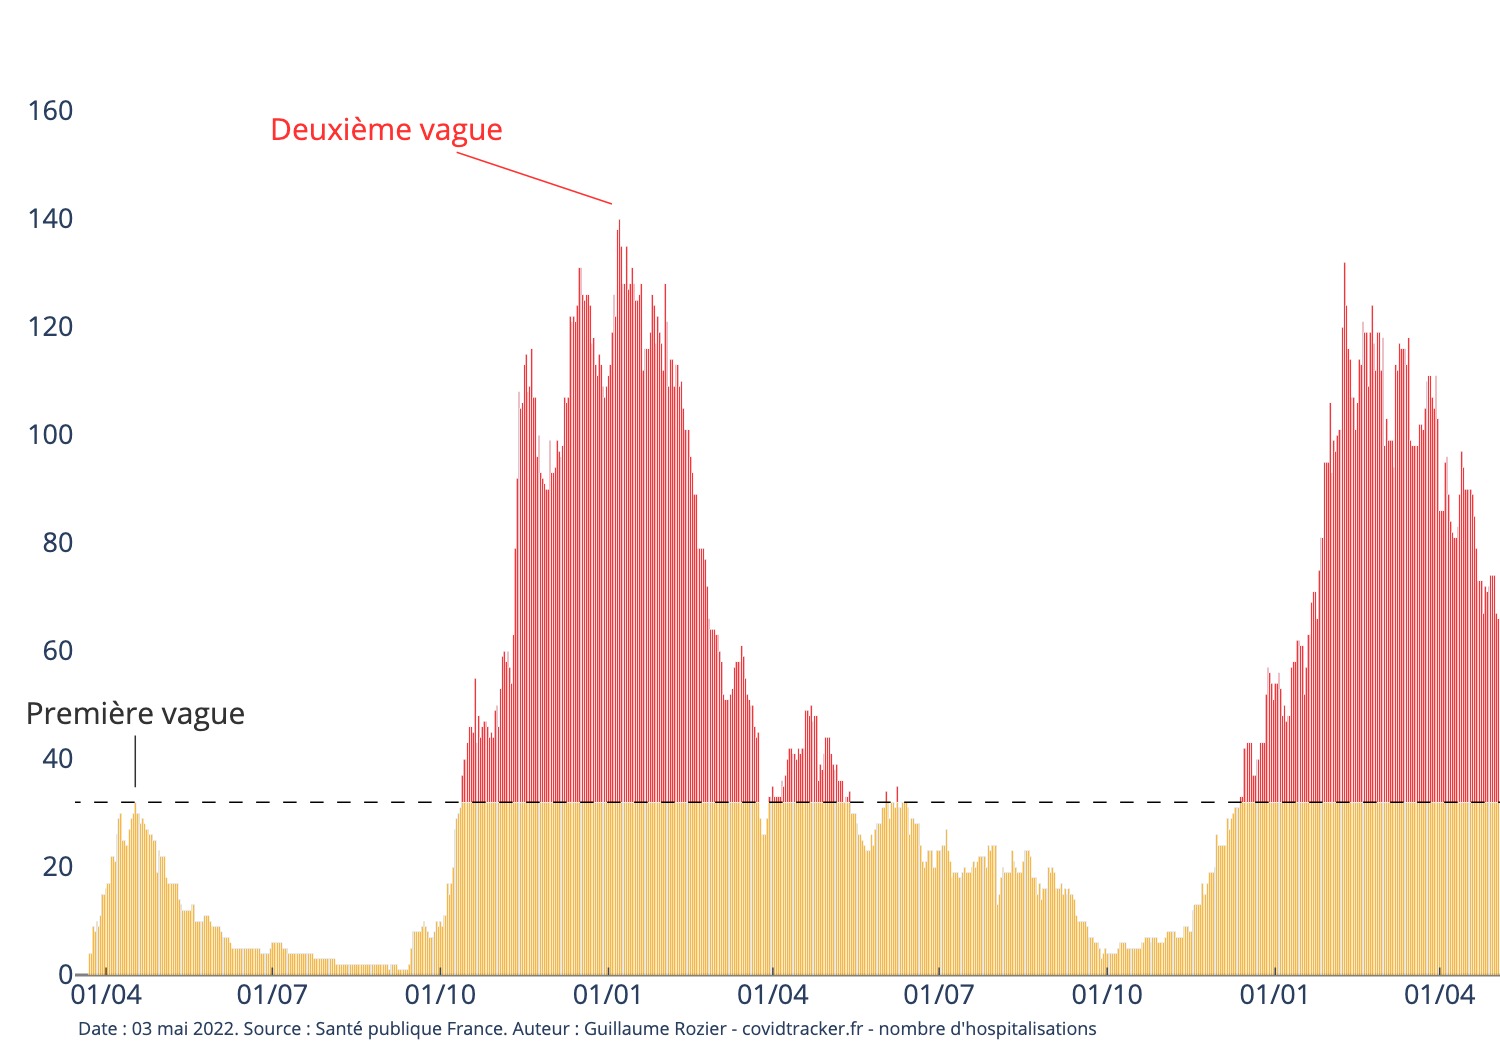 160
Deuxième vague
140
120
100
80
60
Première vague
40
20
0
01/04 01/07 01/10 01/01 01/04 01/07 01/10 01/01 01/04
Date : 03 mai 2022. Source : Santé publique France. Auteur : Guillaume Rozier - covidtracker.fr - nombre d'hospitalisations